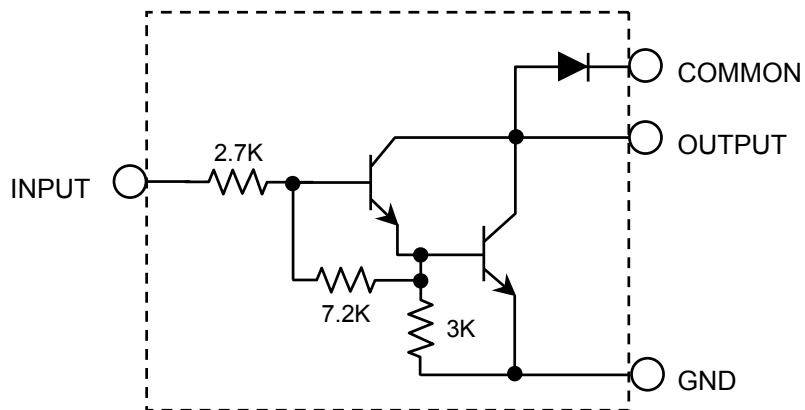 COMMON
2.7K
OUTPUT
INPUT
7.2K
3K
GND